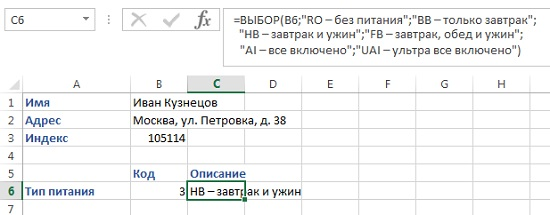 C6
=ВЫБОР(B6;"RO – без питания";"BB – только завтрак";
"HB – завтрак и ужин";"FB – завтрак, обед и ужин";
"AI – все включено";"UAI – ультра все включено")
A B C D E F G H
1 Имя Иван Кузнецов
2 Адрес Москва, ул. Петровка, д. 38
3 Индекс 105114
4
5 Код Описание
6 Тип питания 3 HB – завтрак и ужин
7